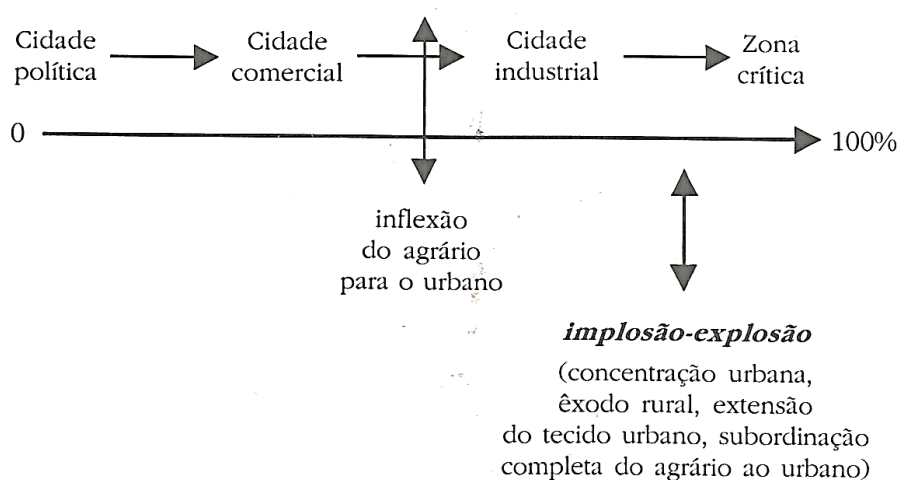 Cidade
política
Cidade
comercial
Cidade
industrial
Zona
crítica
0
100%
inflexão
do agrário
para o urbano
implosão-explosão
(concentração urbana,
êxodo rural, extensão
do tecido urbano, subordinação
completa do agrário ao urbano)